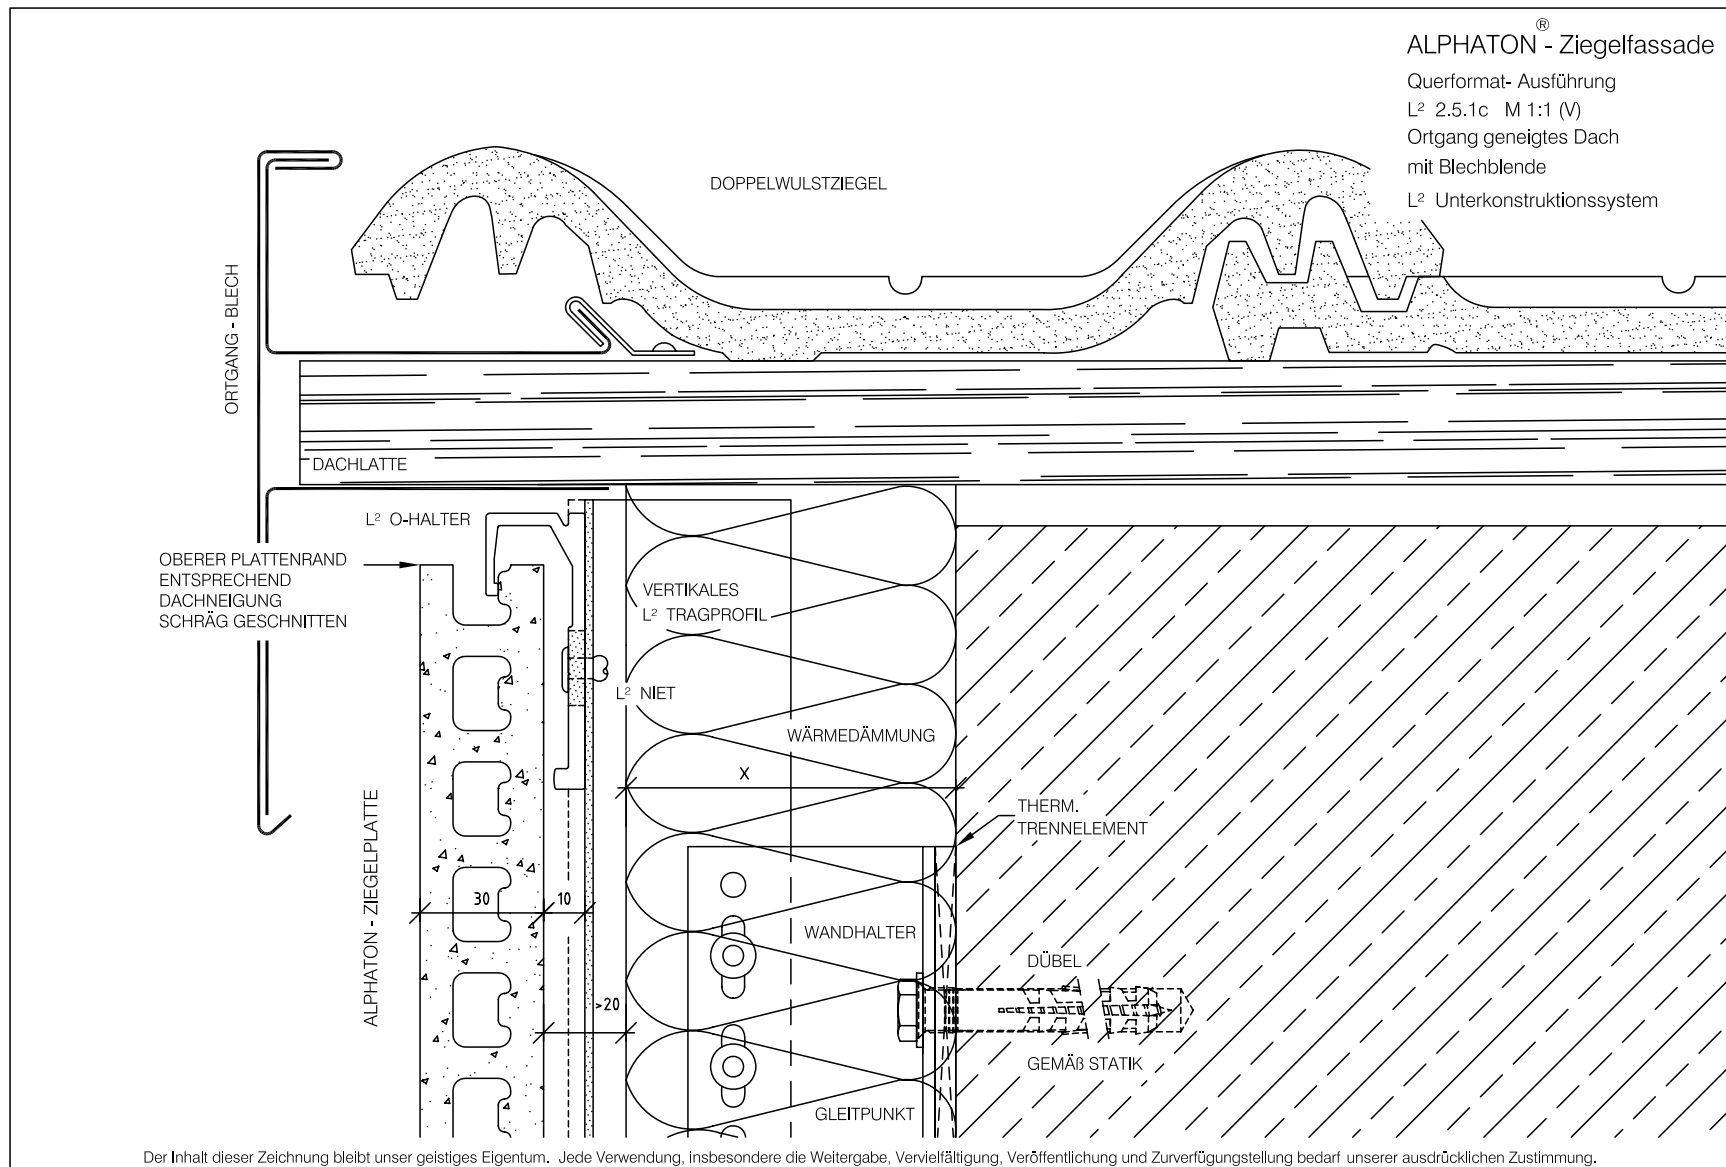 ALPHATON® - Ziegelfassade
Querformat- Ausführung
L² 2.5.1c M 1:1 (V)
Ortgang geneigtes Dach
mit Blechblende
L² Unterkonstruktionssystem
DOPPELWULSTZIEGEL
ORTGANG - BLECH
DACHLATTE
L² O-HALTER
OBERER PLATTENRAND
ENTSPRECHEND
DACHNEIGUNG
SCHRÄG GESCHNITTEN
VERTIKALES
L² TRAGPROFIL
L² NIET
WÄRMEDÄMMUNG
X
THERM.
TRENNELEMENT
ALPHATON - ZIEGELPLATTE
30
10
WANDHALTER
DÜBEL
>20
GEMÄß STATIK
GLEITPUNKT
Der Inhalt dieser Zeichnung bleibt unser geistiges Eigentum. Jede Verwendung, insbesondere die Weitergabe, Vervielfältigung, Veröffentlichung und Zurverfügungstellung bedarf unserer ausdrücklichen Zustimmung.